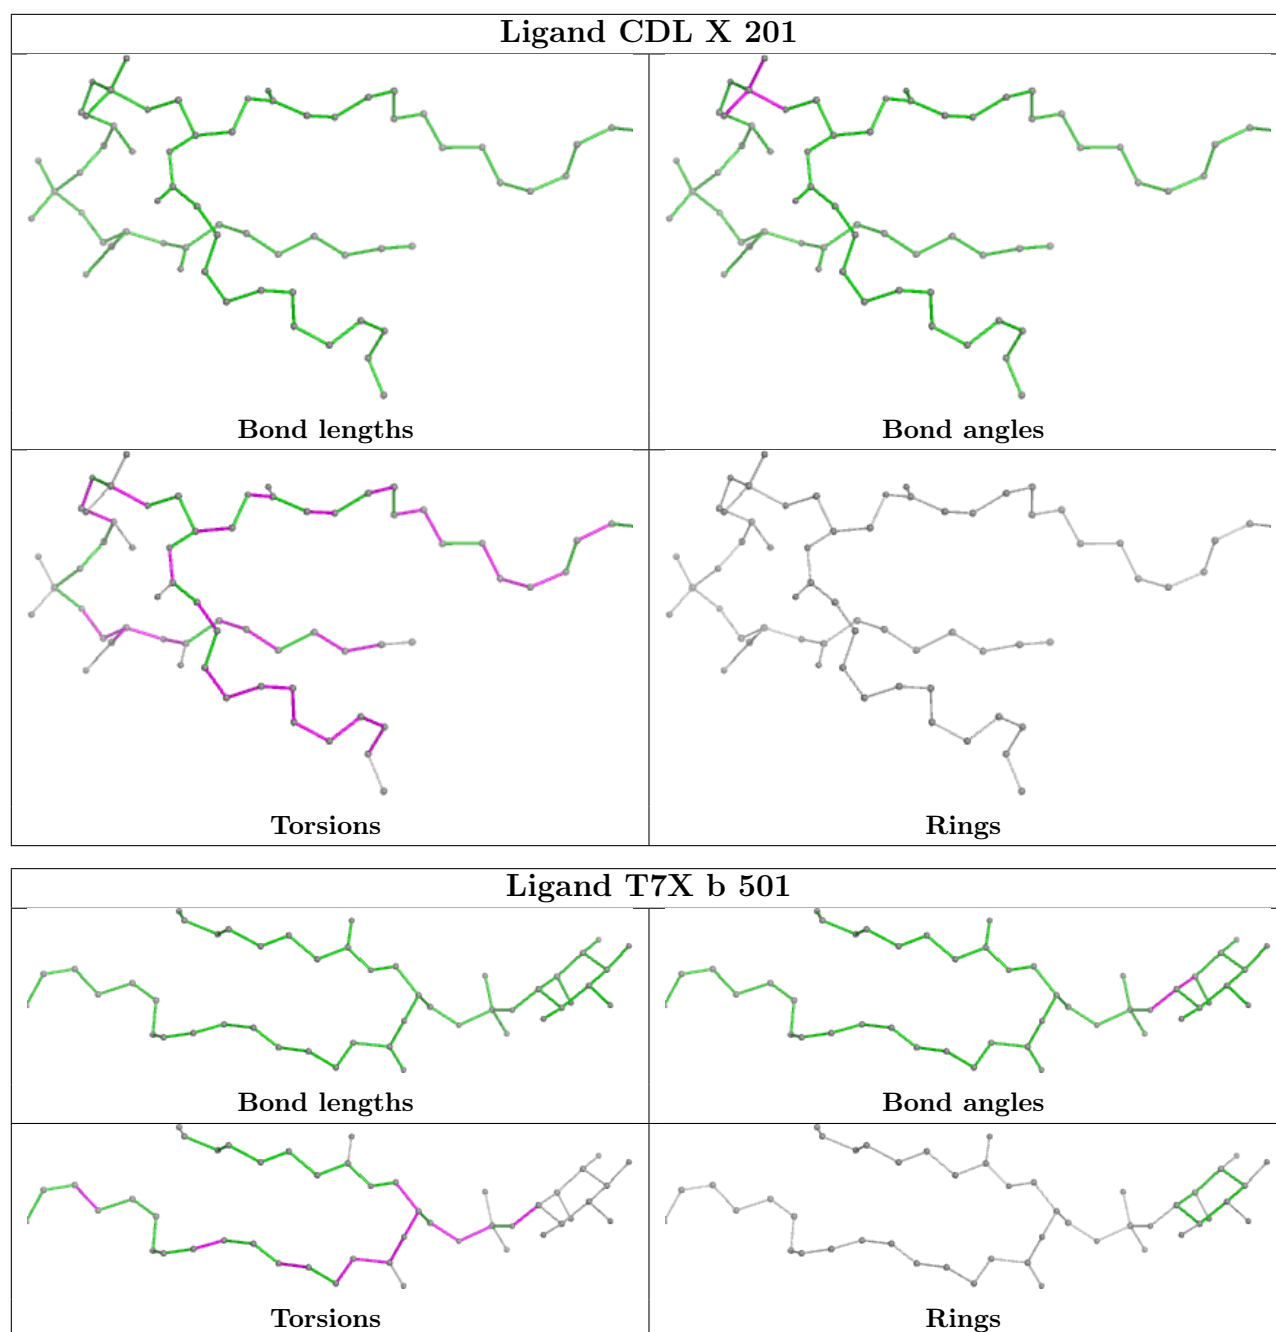 Ligand CDL X 201
Bond lengths
Bond angles
Torsions
Rings
Ligand T7X b 501
Bond lengths
Bond angles
Torsions
Rings